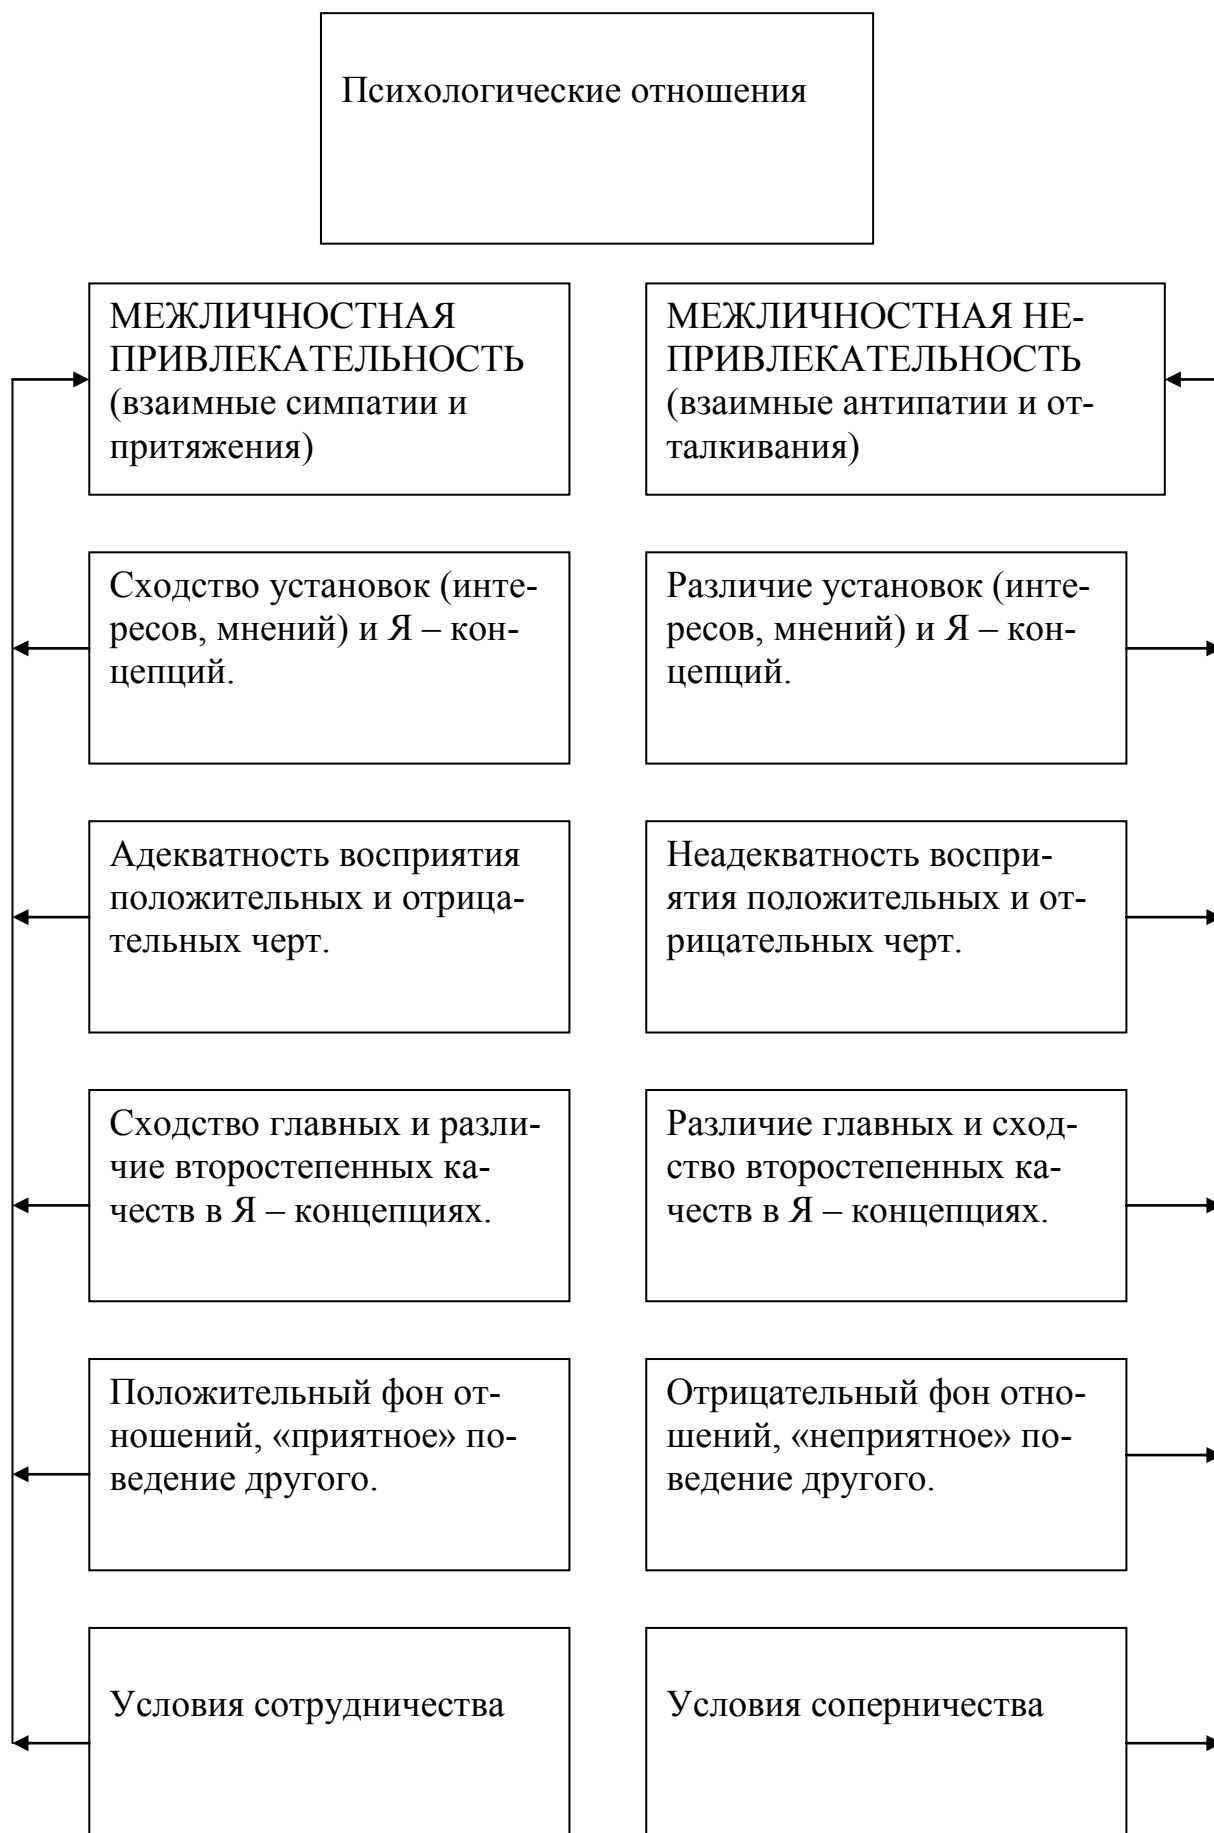 Психологические отношения
МЕЖЛИЧНОСТНАЯ
ПРИВЛЕКАТЕЛЬНОСТЬ
(взаимные симпатии и
притяжения)
МЕЖЛИЧНОСТНАЯ НЕ-
ПРИВЛЕКАТЕЛЬНОСТЬ
(взаимные антипатии и от-
талкивания)
Сходство установок (инте-
ресов, мнений) и Я – кон-
цепций.
Различие установок (инте-
ресов, мнений) и Я – кон-
цепций.
Адекватность восприятия
положительных и отрица-
тельных черт.
Неадекватность воспри-
ятия положительных и от-
рицательных черт.
Сходство главных и разли-
чие второстепенных ка-
честв в Я – концепциях.
Различие главных и сход-
ство второстепенных ка-
честв в Я – концепциях.
Положительный фон от-
ношений, «приятное» по-
ведение другого.
Отрицательный фон отно-
шений, «неприятное» по-
ведение другого.
Условия сотрудничества
Условия соперничества